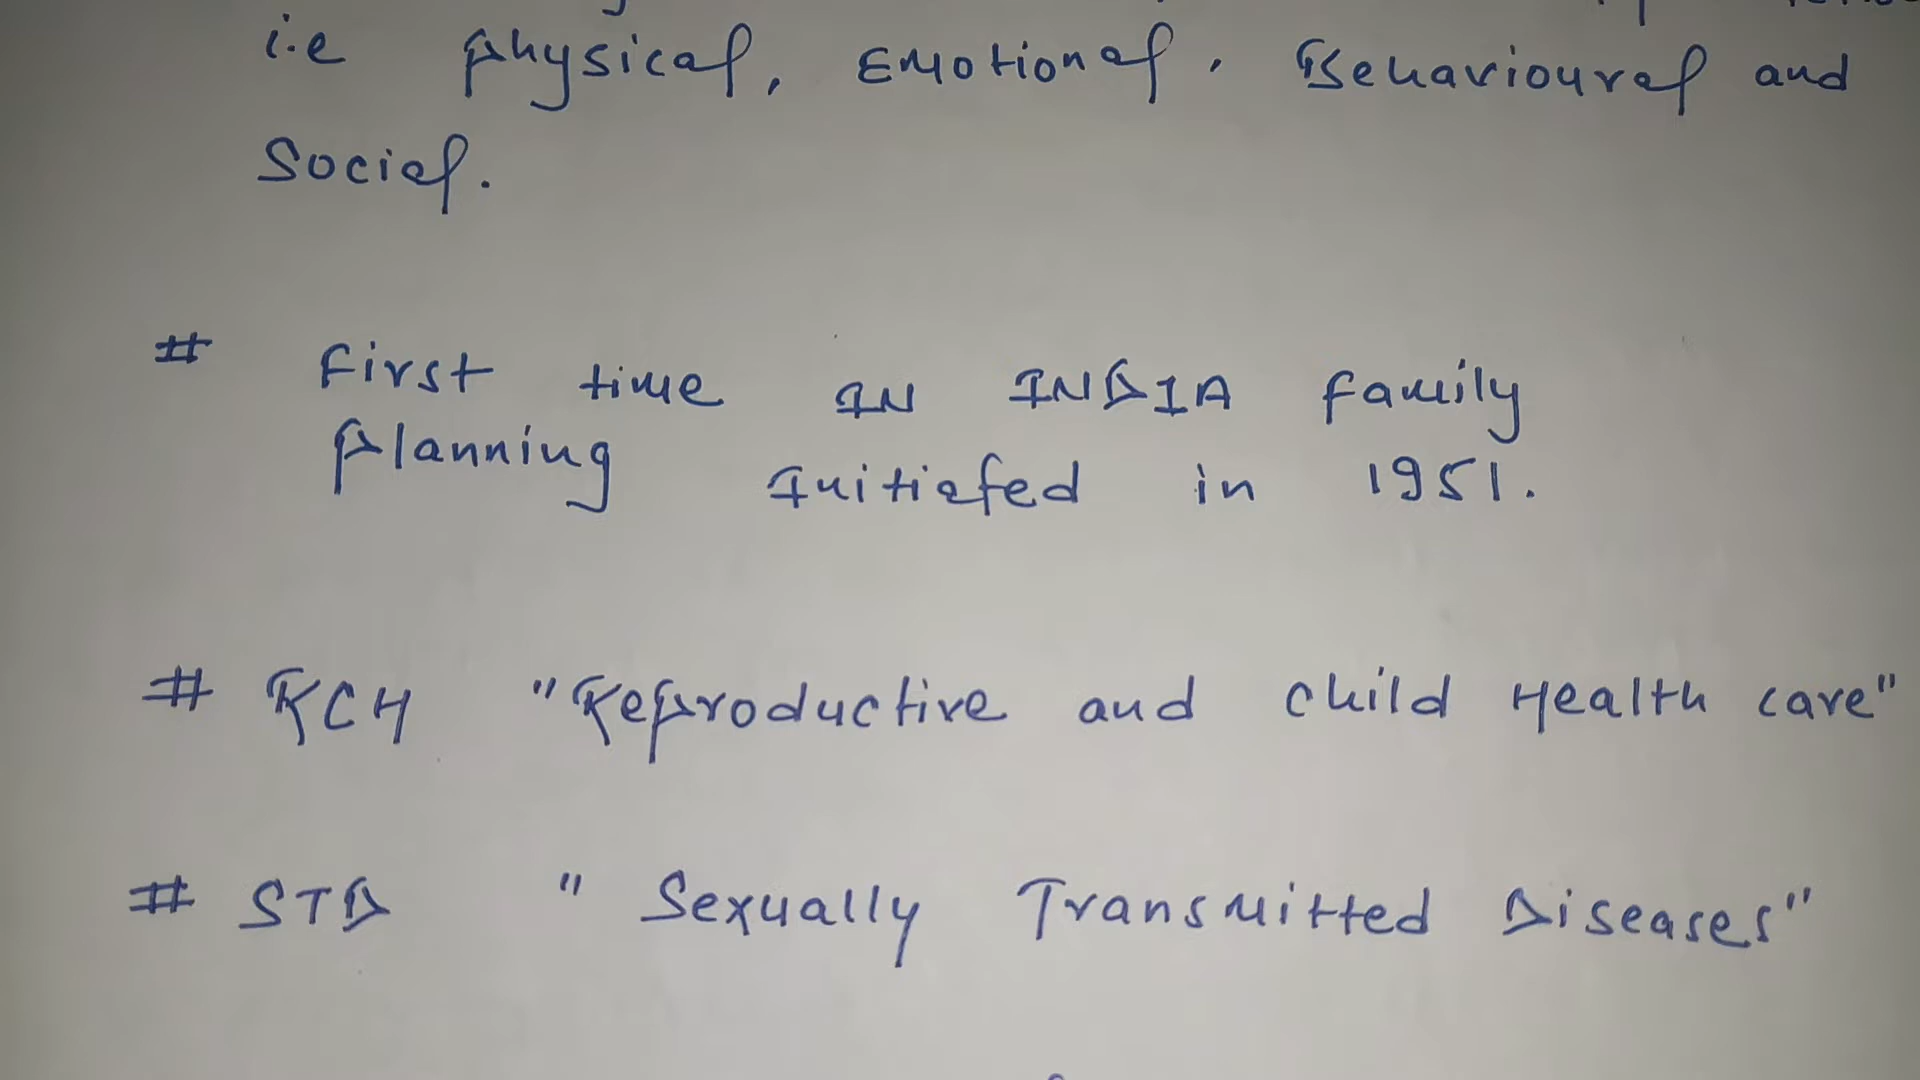 i.e physical, Emotional, Behavioural and
Social.
# First time IN INDIA family
planning Initiated in 1951.
# RCH "Reproductive and child Health care"
# STD "Sexually Transmitted Diseases"